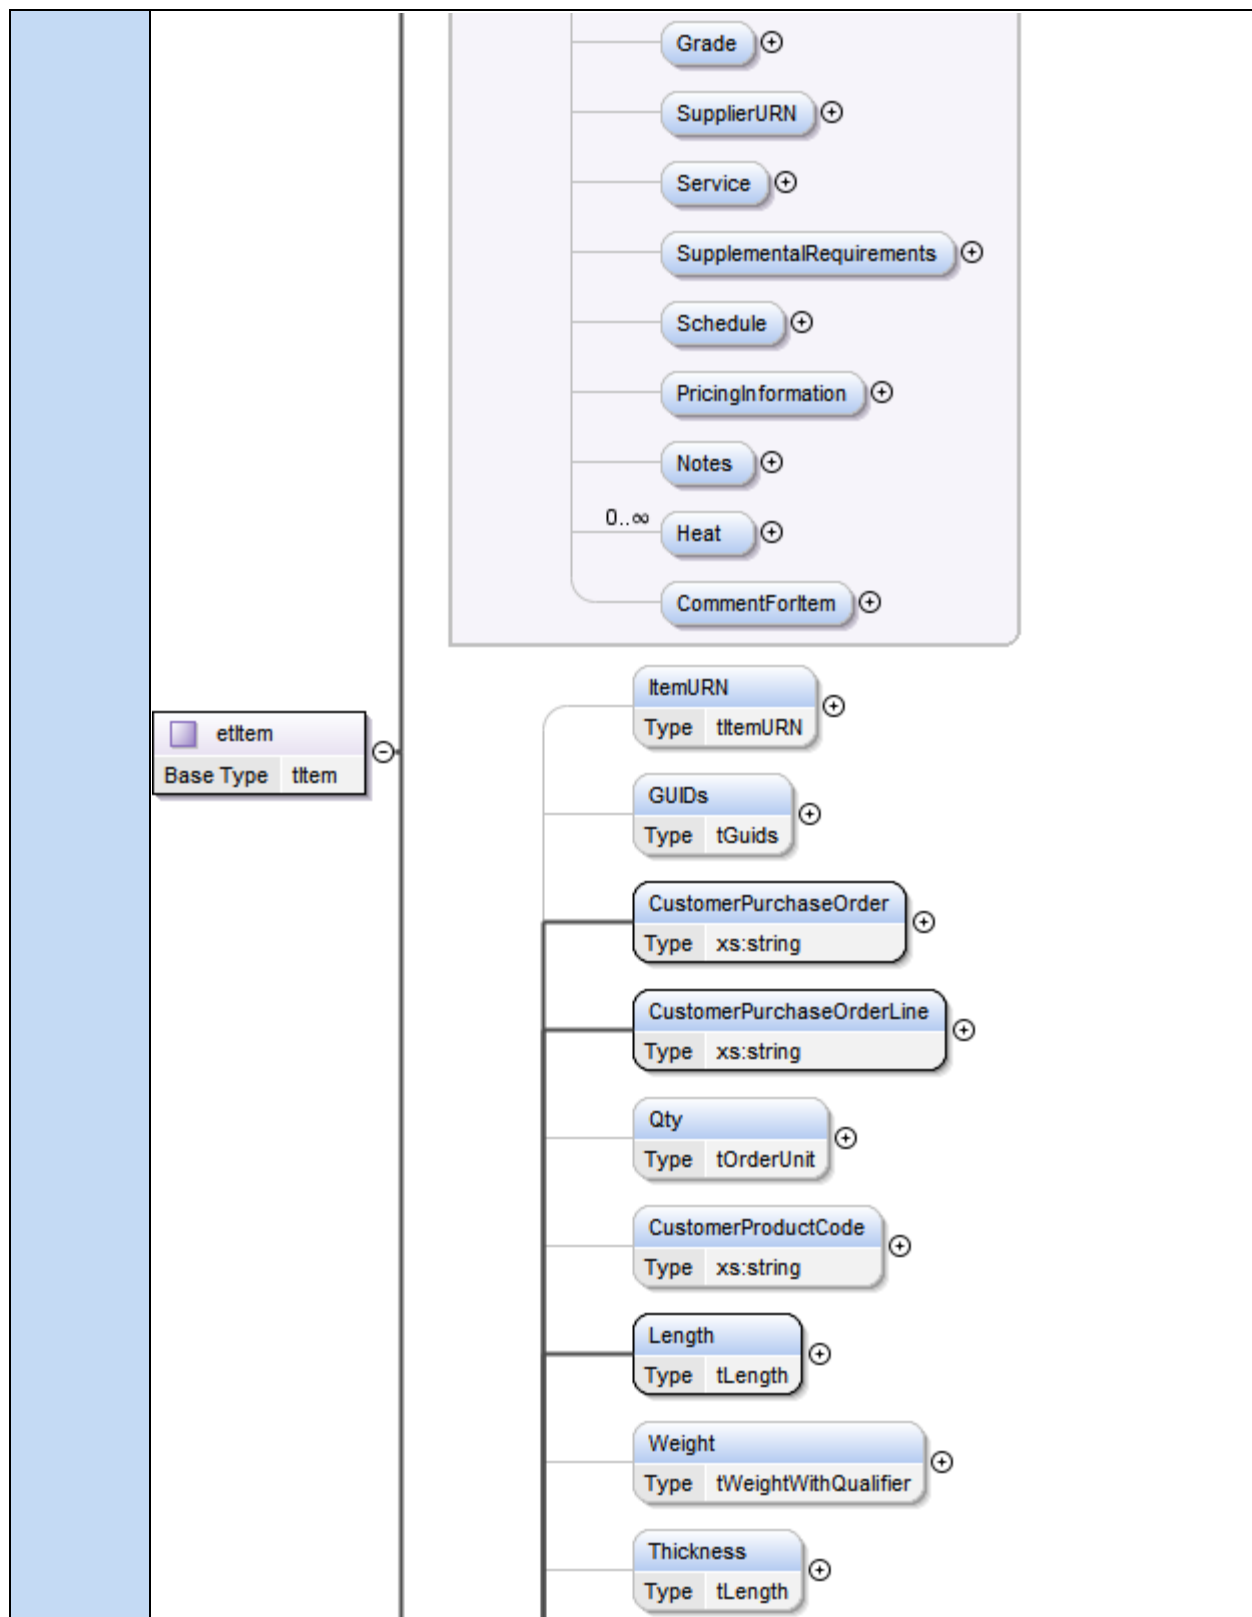 Grade
SupplierURN
Service
SupplementalRequirements
Schedule
PricingInformation
Notes
0..∞
Heat
CommentForItem
etItem
Base Type tItem
ItemURN
Type tItemURN
GUIDs
Type tGuids
CustomerPurchaseOrder
Type xs:string
CustomerPurchaseOrderLine
Type xs:string
Qty
Type tOrderUnit
CustomerProductCode
Type xs:string
Length
Type tLength
Weight
Type tWeightWithQualifier
Thickness
Type tLength